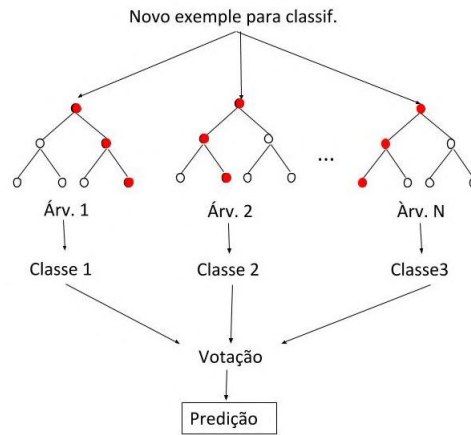 Novo exemple para classif.
...
Árv. 1 Árv. 2 Àrv. N
Classe 1 Classe 2 Classe3
Votação
Predição